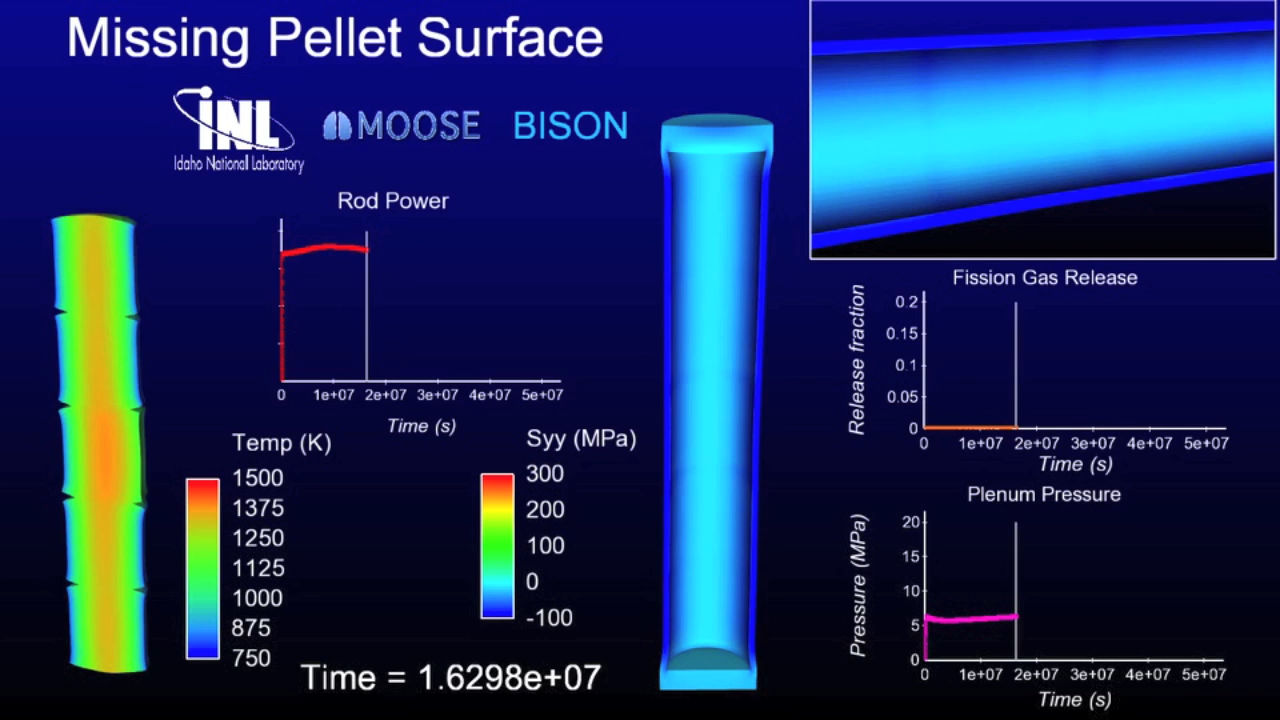 Missing Pellet Surface
INL
Idaho National Laboratory
MOOSE
BISON
Rod Power
0 1e+07 2e+07 3e+07 4e+07 5e+07
Time (s)
Temp (K)
1500
1375
1250
1125
1000
875
750
Syy (MPa)
300
200
100
0
-100
Time = 1.6298e+07
Fission Gas Release
Release fraction
0.2
0.15
0.1
0.05
0
0 1e+07 2e+07 3e+07 4e+07 5e+07
Time (s)
Plenum Pressure
Pressure (MPa)
20
15
10
5
0
0 1e+07 2e+07 3e+07 4e+07 5e+07
Time (s)